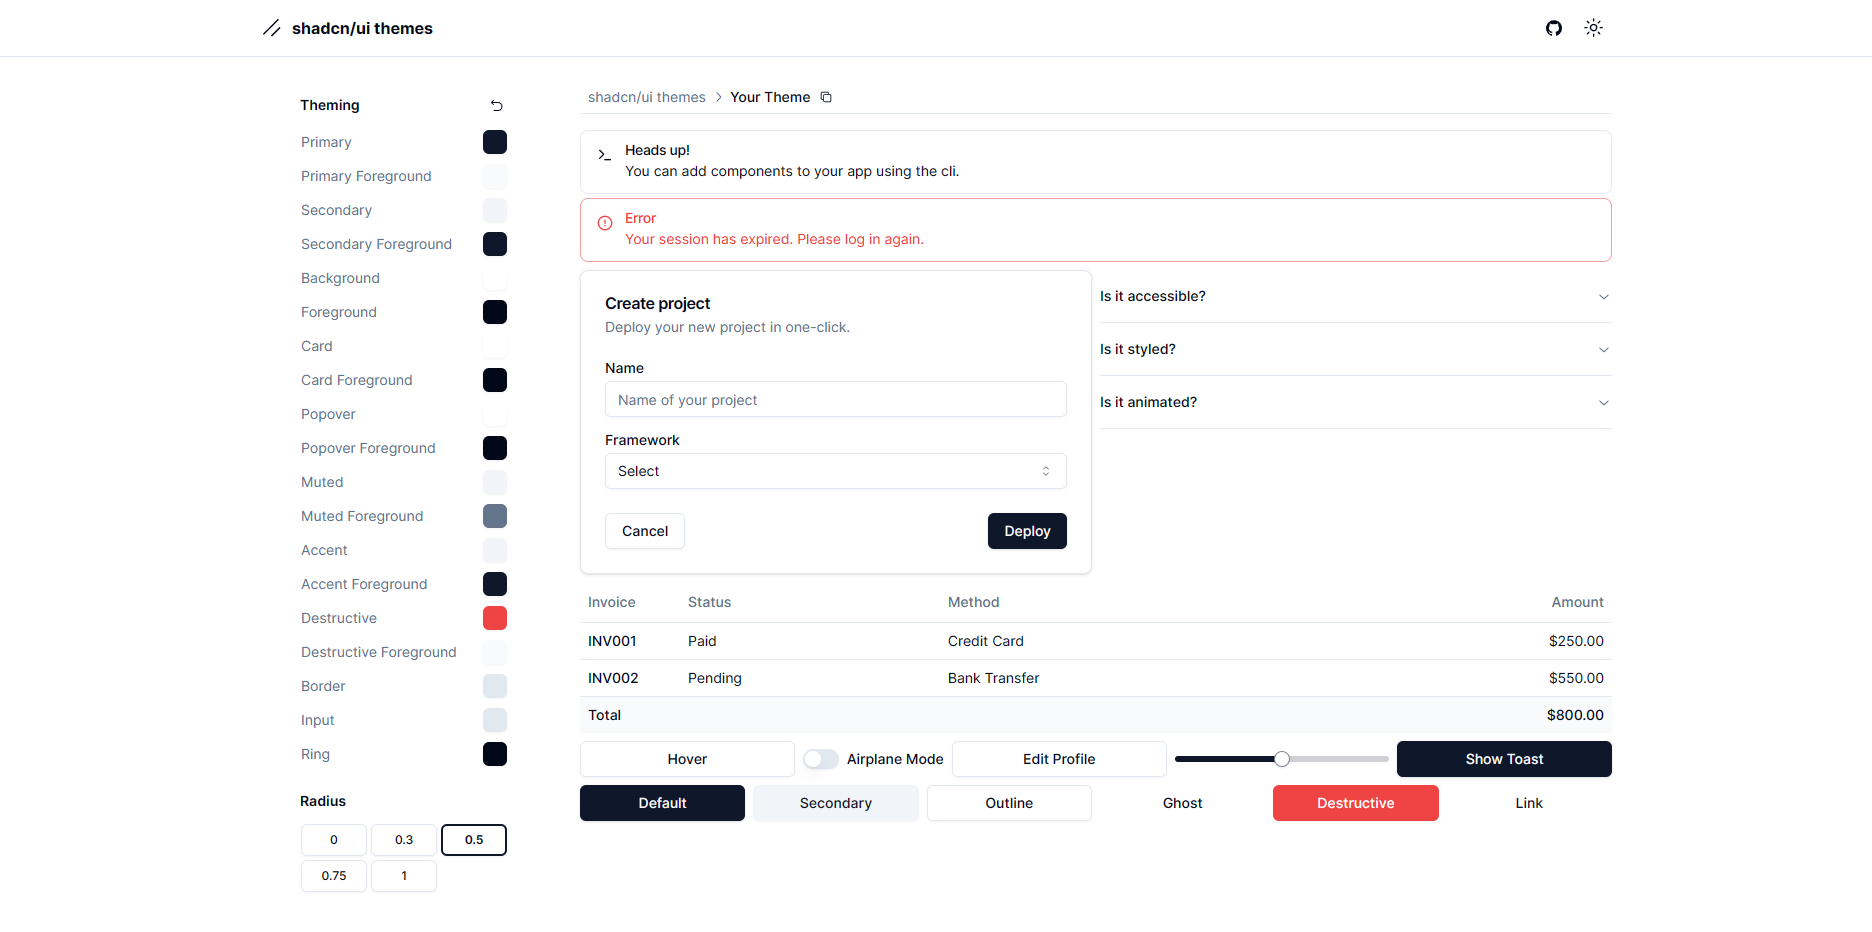 shadcn/ui themes
Theming
Primary
Primary Foreground
Secondary
Secondary Foreground
Background
Foreground
Card
Card Foreground
Popover
Popover Foreground
Muted
Muted Foreground
Accent
Accent Foreground
Destructive
Destructive Foreground
Border
Input
Ring
Radius
0 0.3 0.5
0.75 1
shadcn/ui themes > Your Theme
Heads up!
You can add components to your app using the cli.
Error
Your session has expired. Please log in again.
Create project
Deploy your new project in one-click.
Name
Name of your project
Framework
Select
Cancel Deploy
Is it accessible?
Is it styled?
Is it animated?
Invoice Status Method Amount
INV001 Paid Credit Card $250.00
INV002 Pending Bank Transfer $550.00
Total $800.00
Hover Airplane Mode Edit Profile Show Toast
Default Secondary Outline Ghost Destructive Link